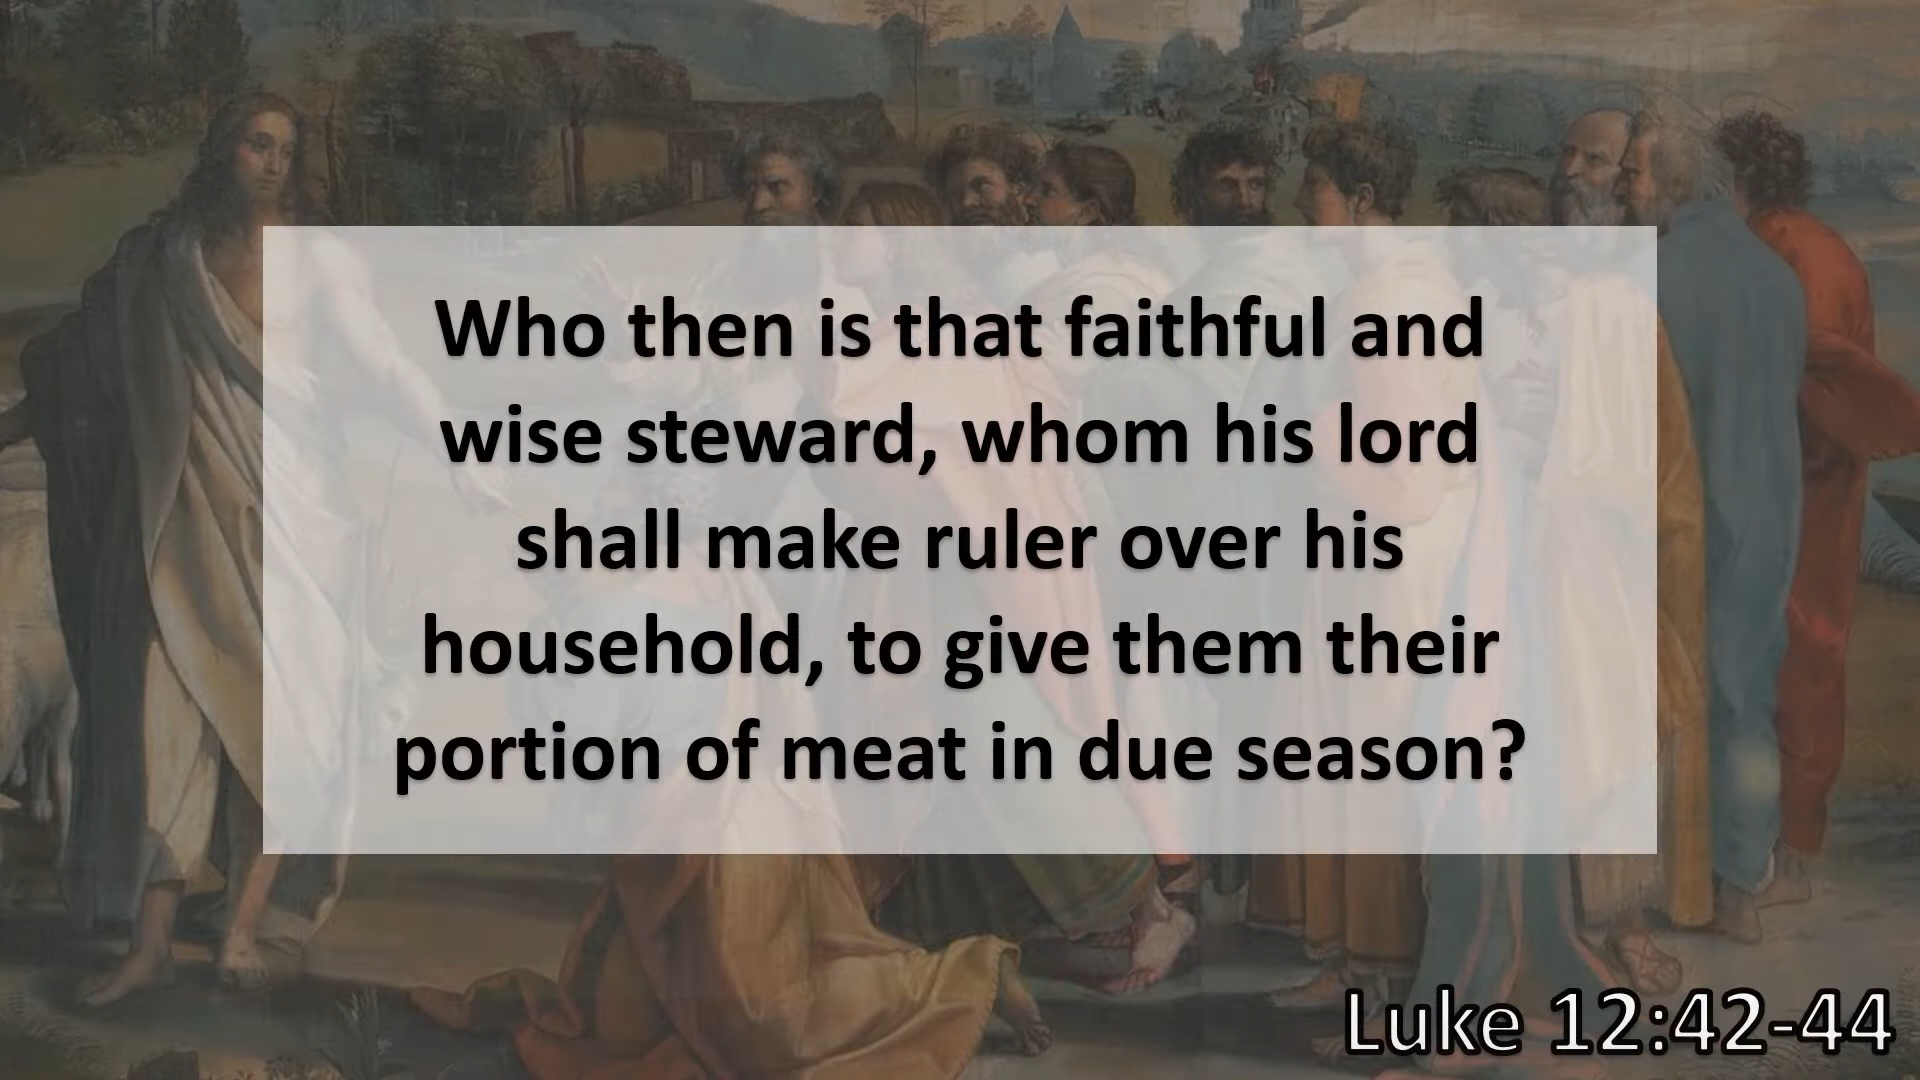 Who then is that faithful and
wise steward, whom his lord
shall make ruler over his
household, to give them their
portion of meat in due season?
Luke 12:42-44